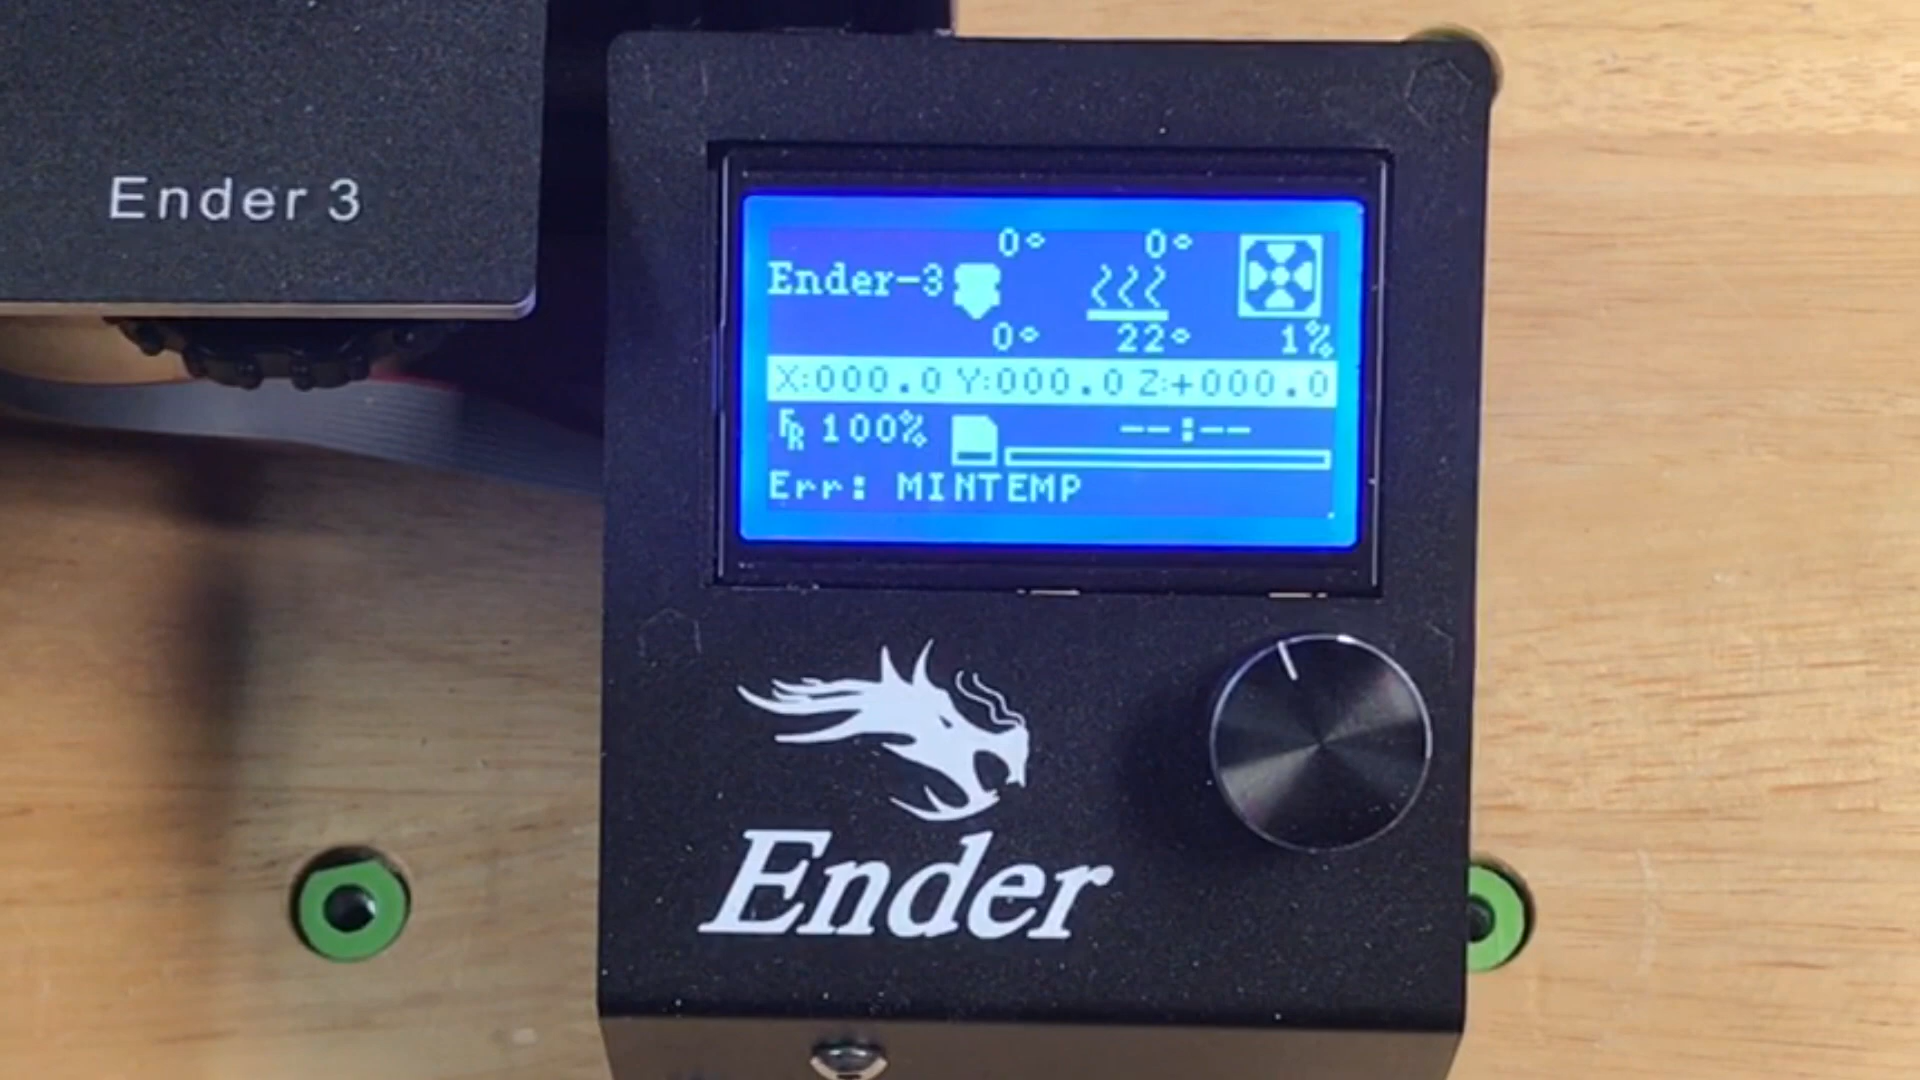 Ender 3
0° 0°
Ender-3
0° 22° 1%
X:000.0 Y:000.0 Z:+000.0
FR 100% --:--
Err: MINTEMP
Ender